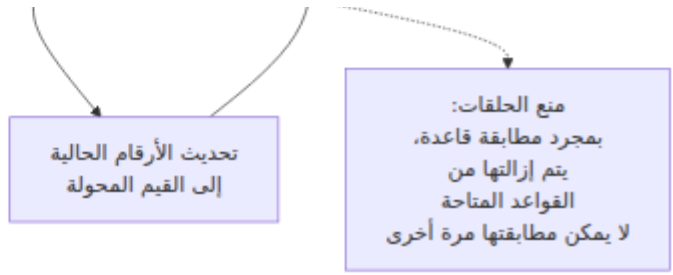 تحديث الأرقام الحالية
إلى القيم المحولة
منع الحلقات:
بمجرد مطابقة قاعدة،
يتم إزالتها من
القواعد المتاحة
لا يمكن مطابقتها مرة أخرى